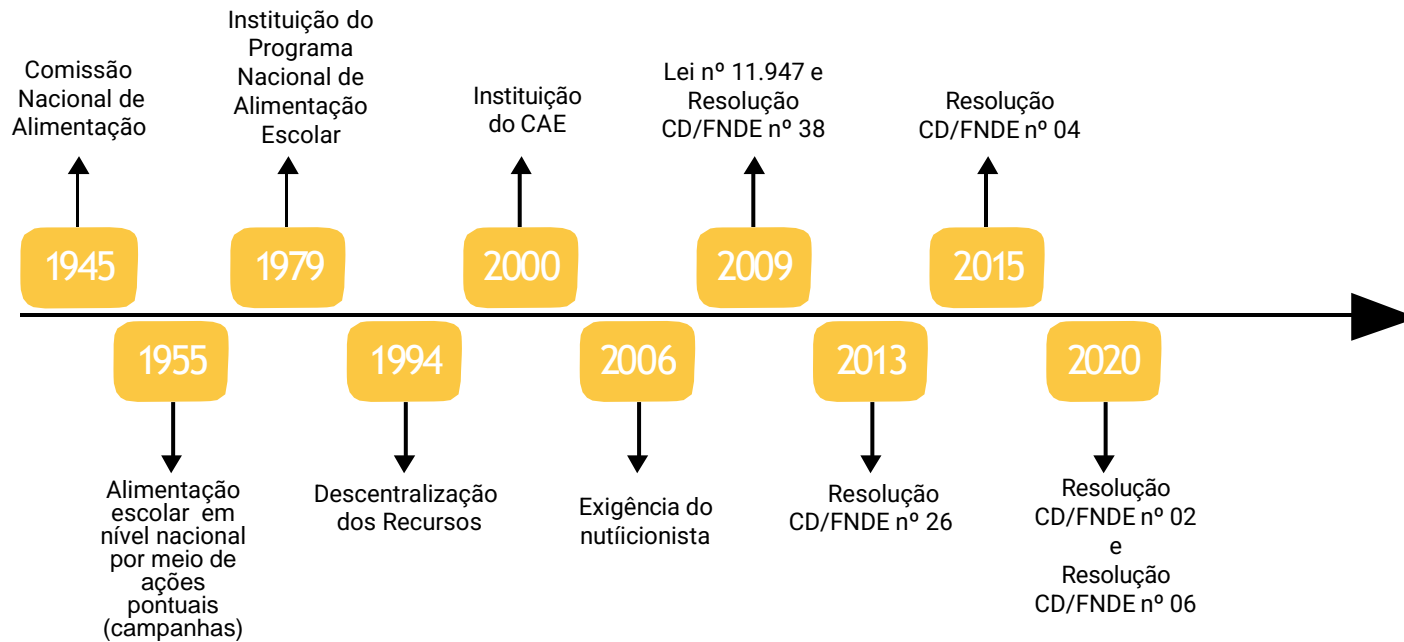 Comissão
Nacional de
Alimentação
1945
Instituição do
Programa
Nacional de
Alimentação
Escolar
1979
Instituição
do CAE
2000
Lei nº 11.947 e
Resolução
CD/FNDE nº 38
2009
Resolução
CD/FNDE nº 04
2015
1955
Alimentação
escolar em
nível nacional
por meio de
ações
pontuais
(campanhas)
1994
Descentralização
dos Recursos
2006
Exigência do
nutíicionista
2013
Resolução
CD/FNDE nº 26
2020
Resolução
CD/FNDE nº 02
e
Resolução
CD/FNDE nº 06